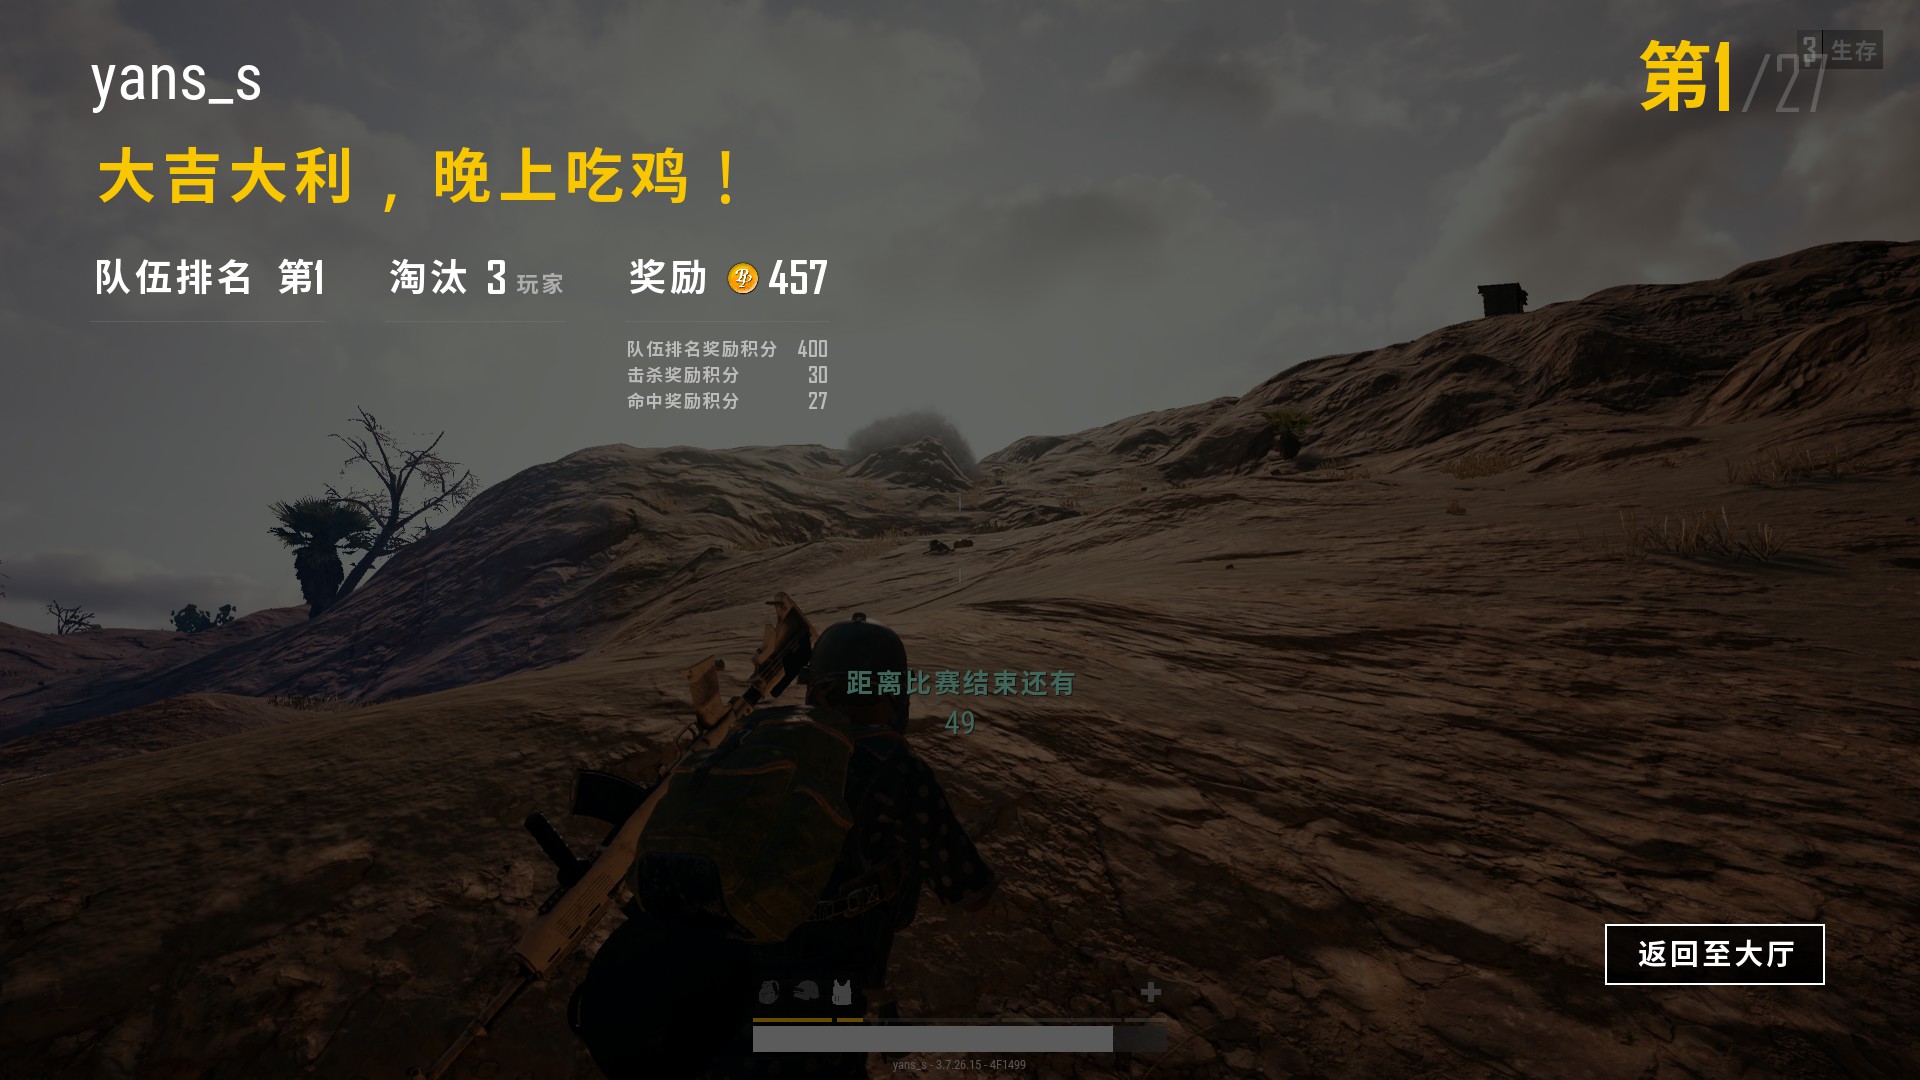 yans_s
第1/27
3 生存
大吉大利，晚上吃鸡！
队伍排名 第1
淘汰 3 玩家
奖励 457
队伍排名奖励积分 400
击杀奖励积分 30
命中奖励积分 27
距离比赛结束还有
49
返回至大厅
yans_s - 3.7.26.15 - 4F1499